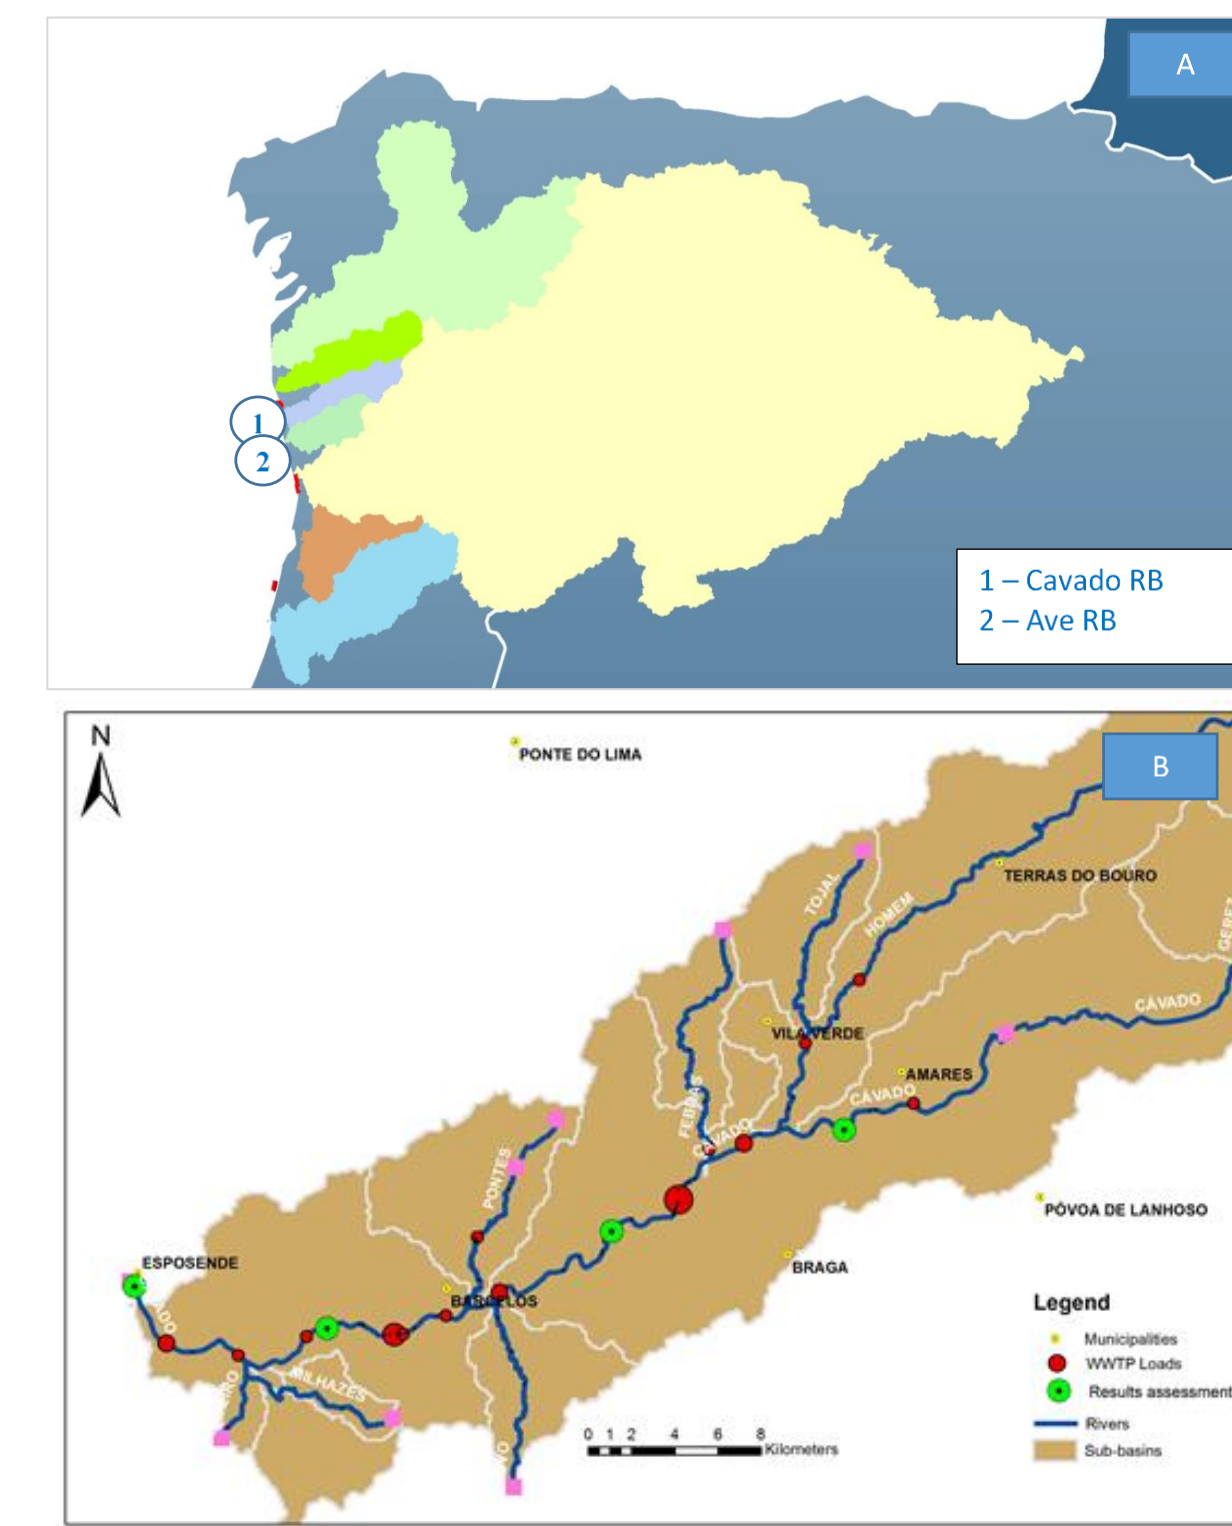 A
1
2
1 – Cavado RB
2 – Ave RB
B
N
PONTE DO LIMA
TOJAL
HOMEM
TERRAS DO BOURO
CÁVADO
VILA VERDE
AMARES
CÁVADO
FEBRAS
CÁVADO
PONTES
PÓVOA DE LANHOSO
BRAGA
ESPOSENDE
BARCELOS
MILHAZES
Legend
Municipalities
WWTP Loads
Results assessment
Rivers
Sub-basins
0 1 2 4 6 8
Kilometers